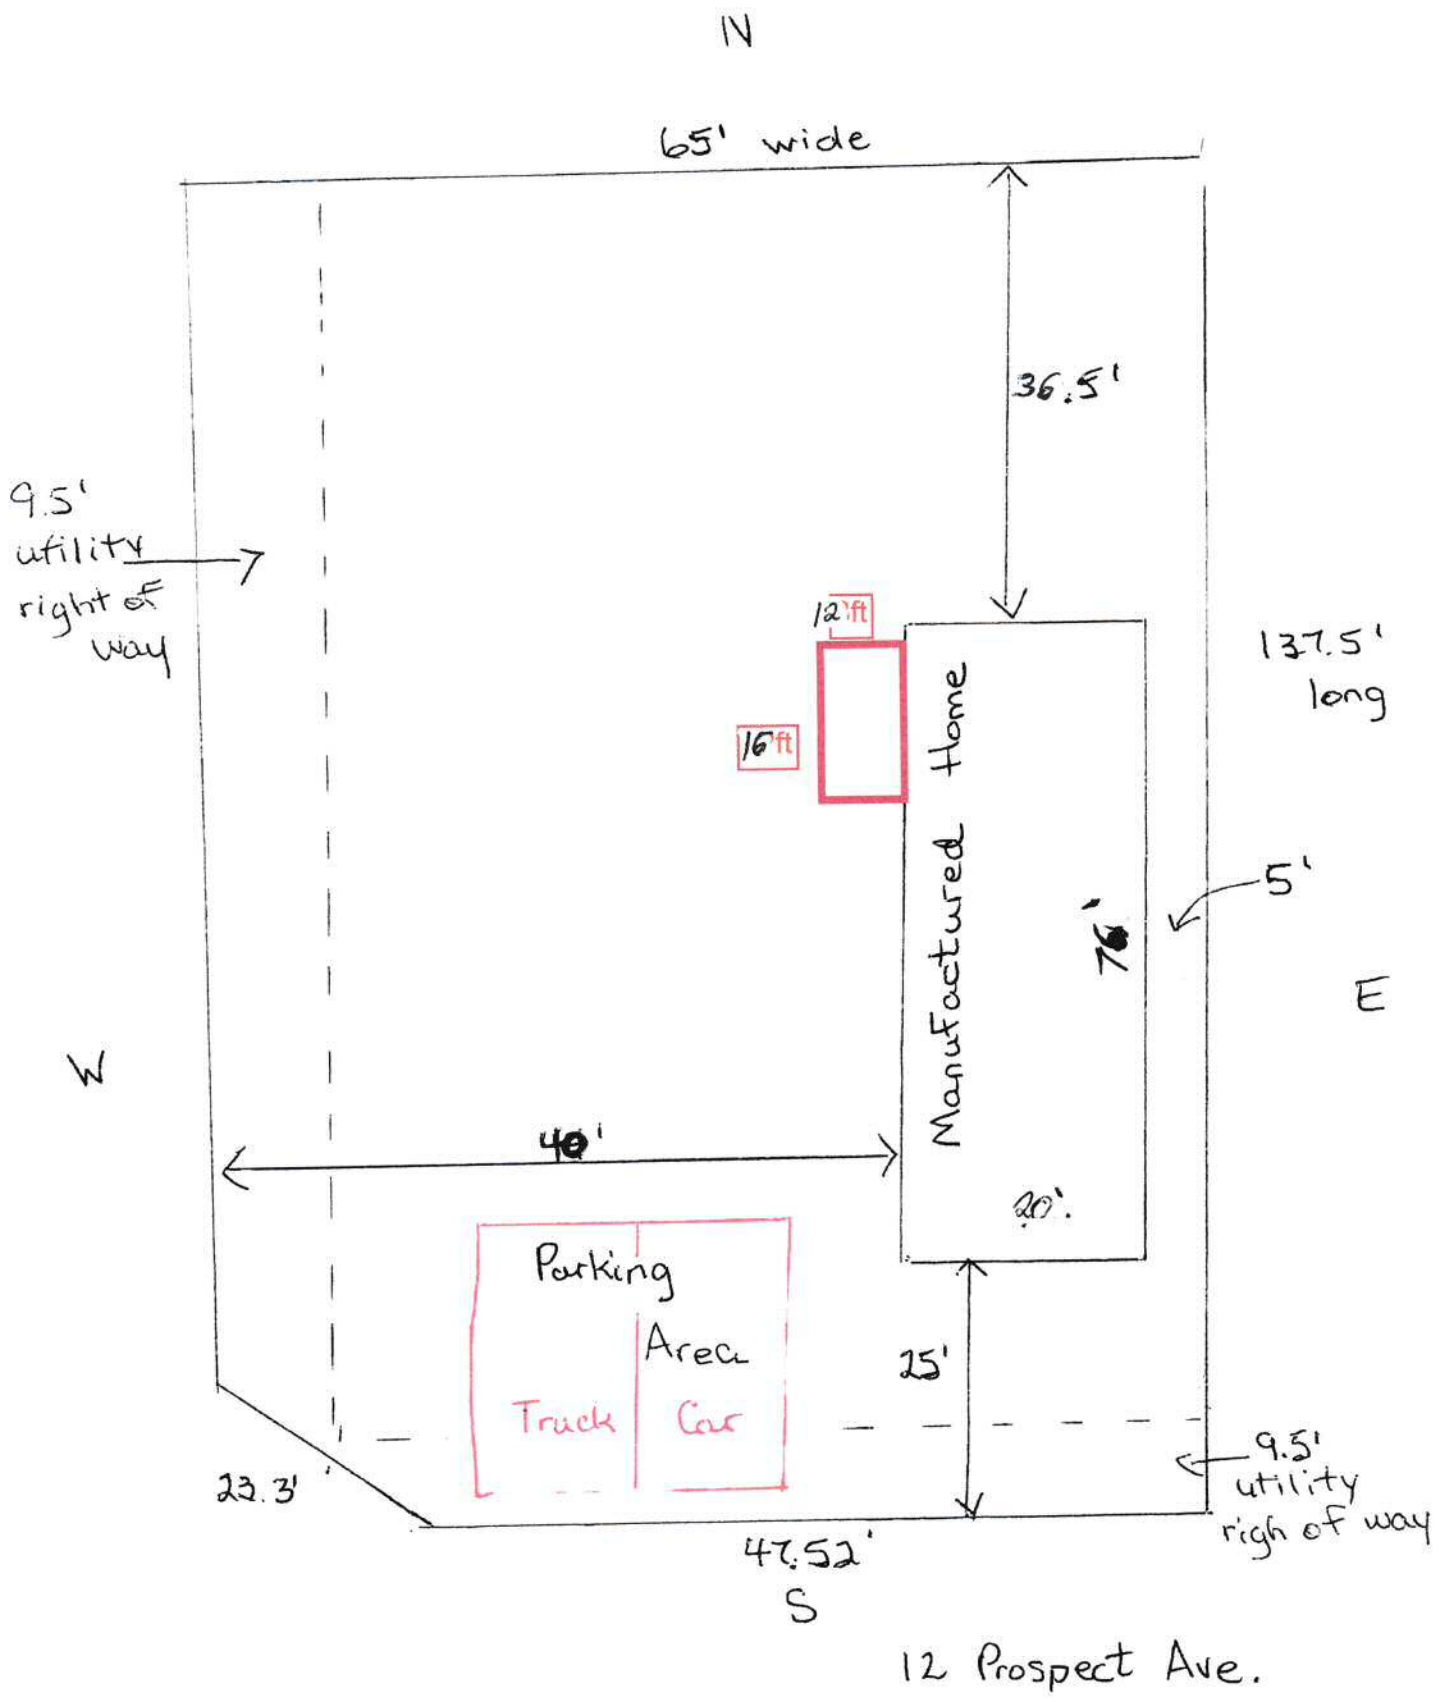 N
65' wide
36.5'
9.5'
utility
right of
way
12'ft
16'ft
Manufactured Home
137.5'
long
76'
5'
E
W
40'
20'.
Parking
Area
Truck
Car
25'
23.3'
9.5'
utility
righ of way
47.52'
S
12 Prospect Ave.